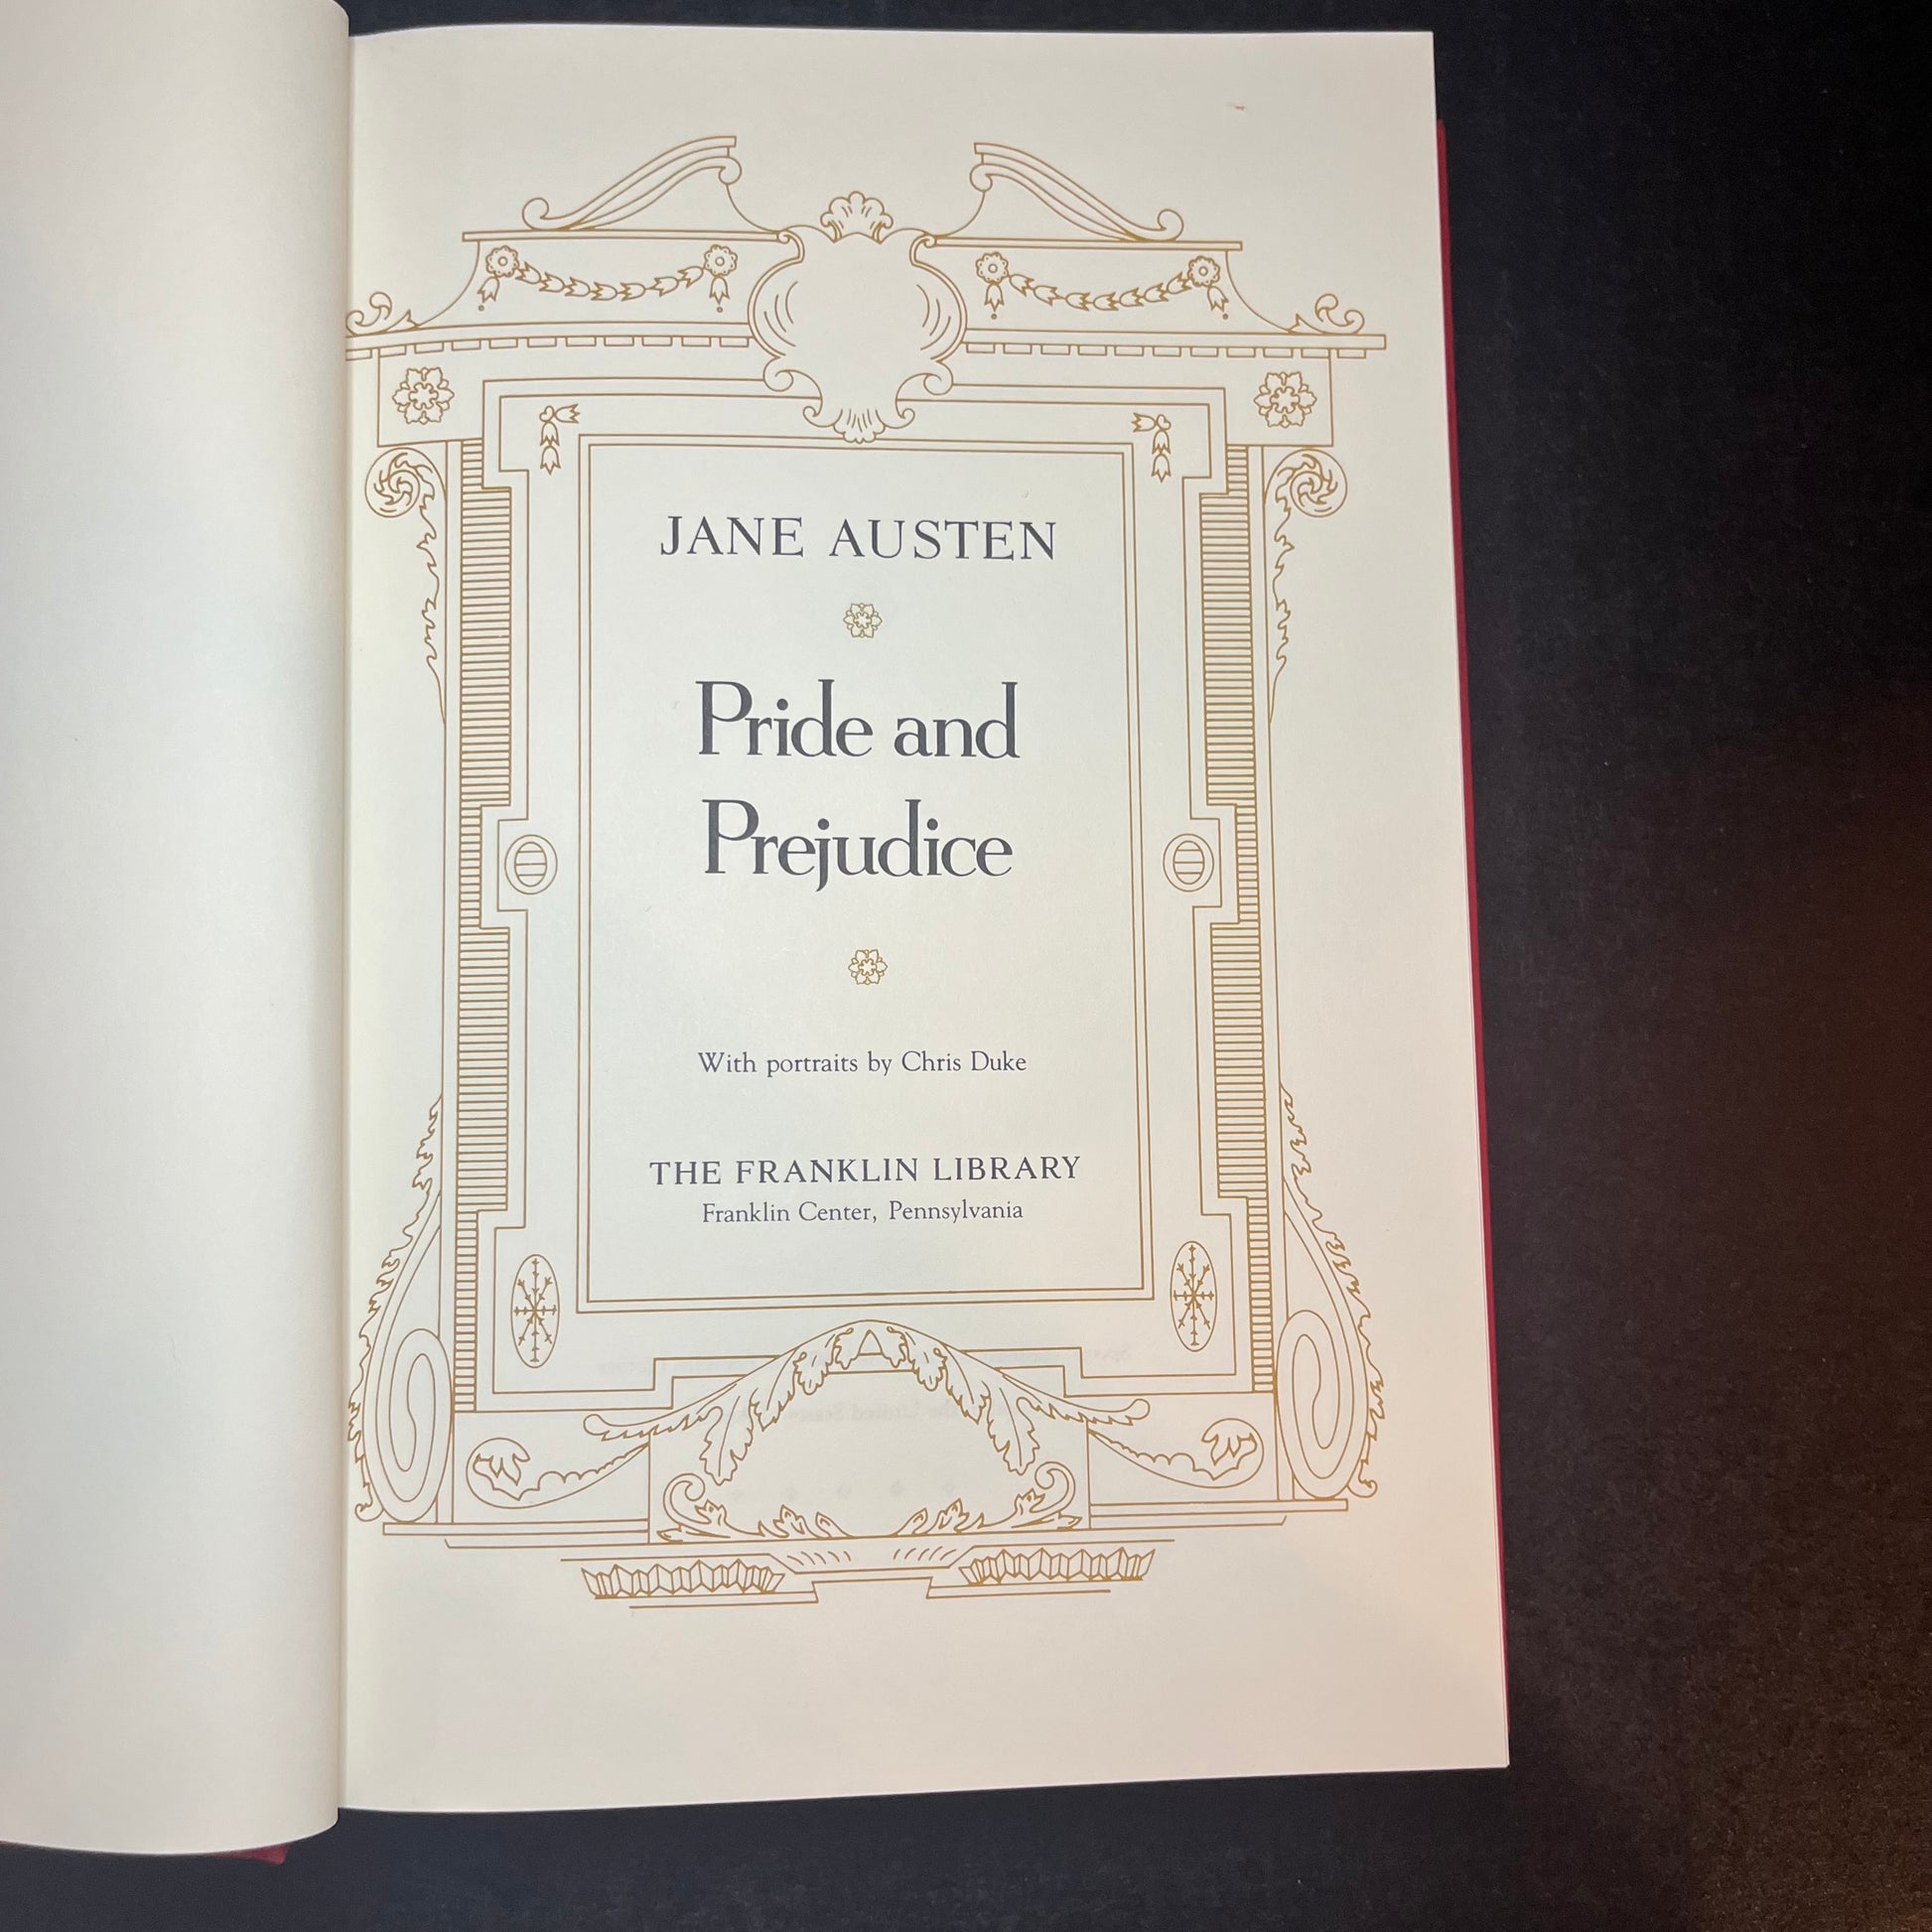 JANE AUSTEN
Pride and
Prejudice
With portraits by Chris Duke
THE FRANKLIN LIBRARY
Franklin Center, Pennsylvania